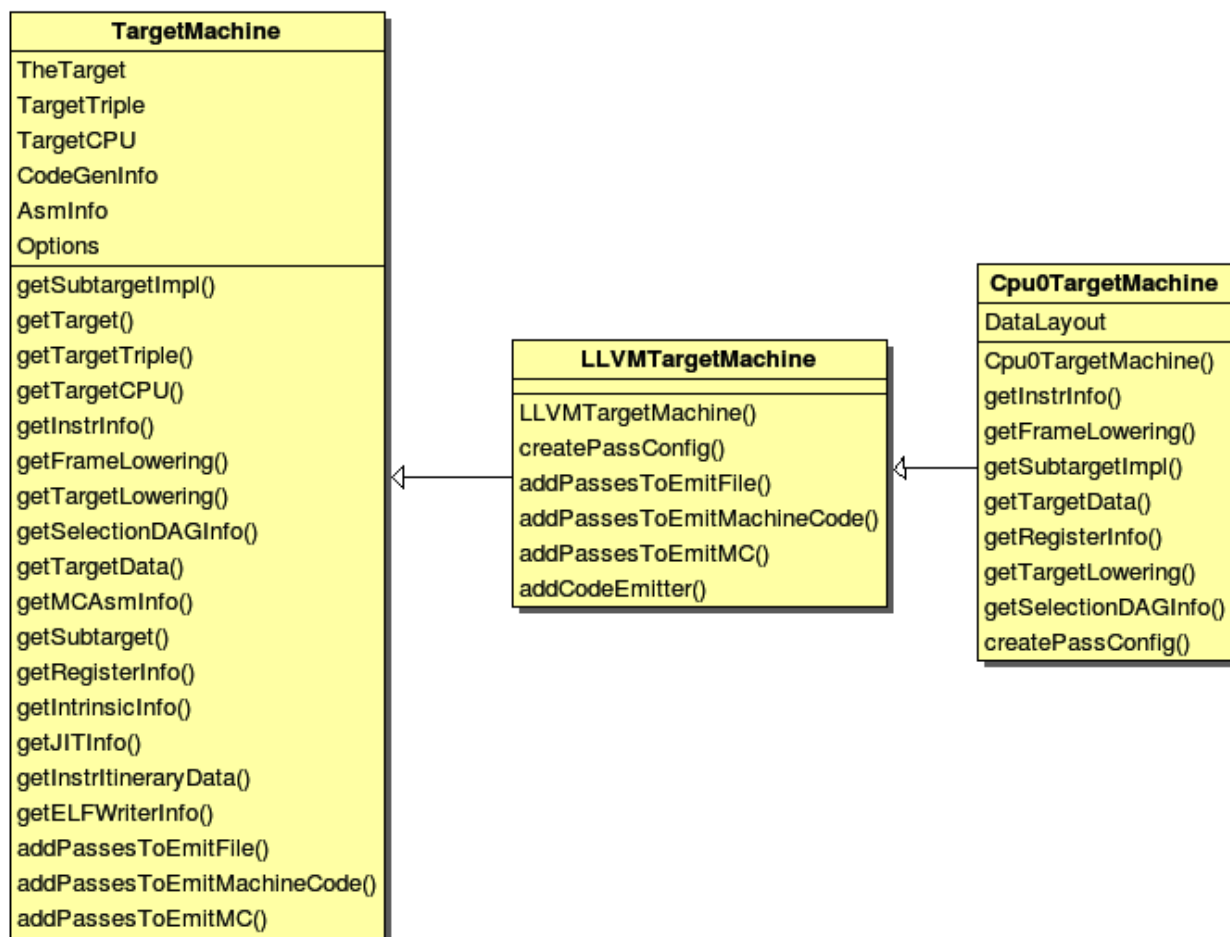 TargetMachine
TheTarget
TargetTriple
TargetCPU
CodeGenInfo
AsmInfo
Options
getSubtargetImpl()
getTarget()
getTargetTriple()
getTargetCPU()
getInstrInfo()
getFrameLowering()
getTargetLowering()
getSelectionDAGInfo()
getTargetData()
getMCAsmInfo()
getSubtarget()
getRegisterInfo()
getIntrinsicInfo()
getJITInfo()
getInstrItineraryData()
getELFWriterInfo()
addPassesToEmitFile()
addPassesToEmitMachineCode()
addPassesToEmitMC()
LLVMTargetMachine
LLVMTargetMachine()
createPassConfig()
addPassesToEmitFile()
addPassesToEmitMachineCode()
addPassesToEmitMC()
addCodeEmitter()
Cpu0TargetMachine
DataLayout
Cpu0TargetMachine()
getInstrInfo()
getFrameLowering()
getSubtargetImpl()
getTargetData()
getRegisterInfo()
getTargetLowering()
getSelectionDAGInfo()
createPassConfig()